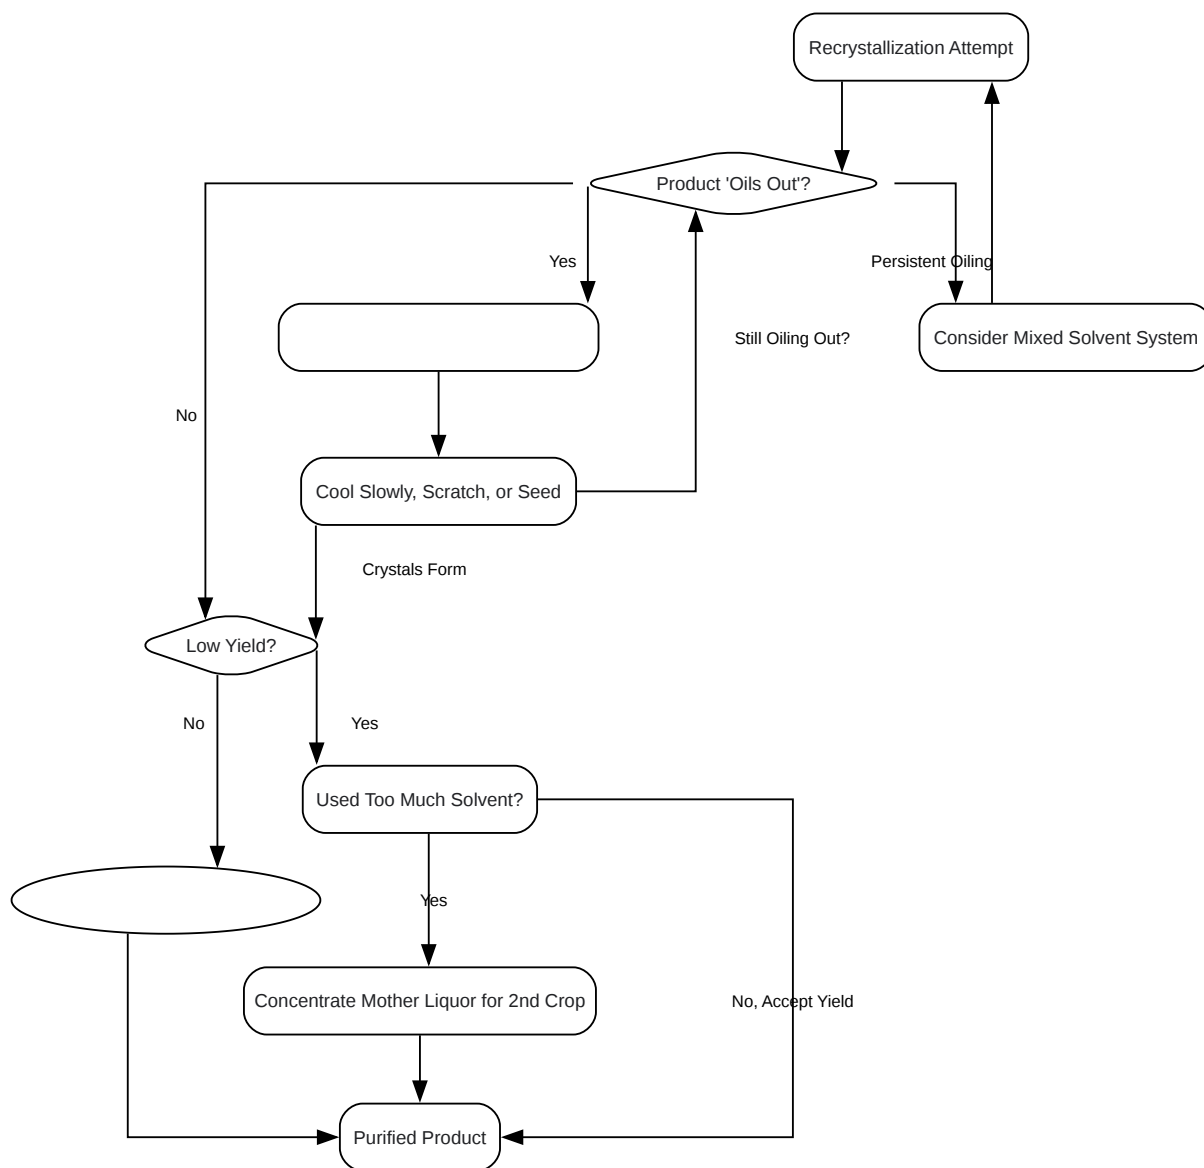 Recrystallization Attempt
Product 'Oils Out'?
Yes
Persistent Oiling
Still Oiling Out?
Consider Mixed Solvent System
No
Cool Slowly, Scratch, or Seed
Crystals Form
Low Yield?
No
Yes
Used Too Much Solvent?
Yes
Concentrate Mother Liquor for 2nd Crop
No, Accept Yield
Purified Product